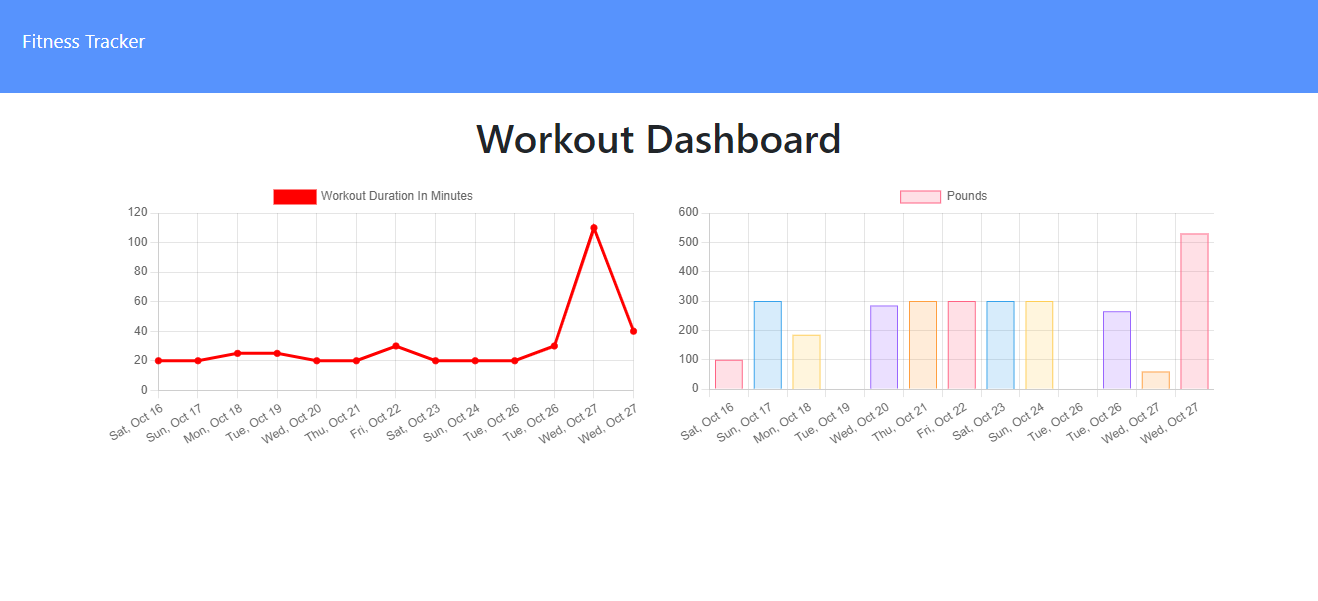 Fitness Tracker
Workout Dashboard
Workout Duration In Minutes
120
100
80
60
40
20
0
Sat, Oct 16
Sun, Oct 17
Mon, Oct 18
Tue, Oct 19
Wed, Oct 20
Thu, Oct 21
Fri, Oct 22
Sat, Oct 23
Sun, Oct 24
Tue, Oct 26
Tue, Oct 26
Wed, Oct 27
Wed, Oct 27
Pounds
600
500
400
300
200
100
0
Sat, Oct 16
Sun, Oct 17
Mon, Oct 18
Tue, Oct 19
Wed, Oct 20
Thu, Oct 21
Fri, Oct 22
Sat, Oct 23
Sun, Oct 24
Tue, Oct 26
Tue, Oct 26
Wed, Oct 27
Wed, Oct 27